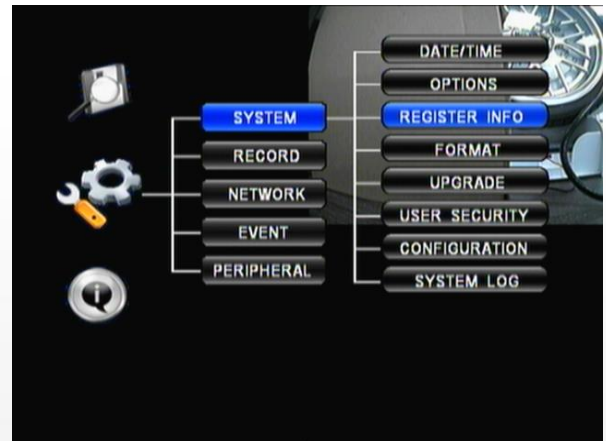 SYSTEM
RECORD
NETWORK
EVENT
PERIPHERAL
DATE/TIME
OPTIONS
REGISTER INFO
FORMAT
UPGRADE
USER SECURITY
CONFIGURATION
SYSTEM LOG